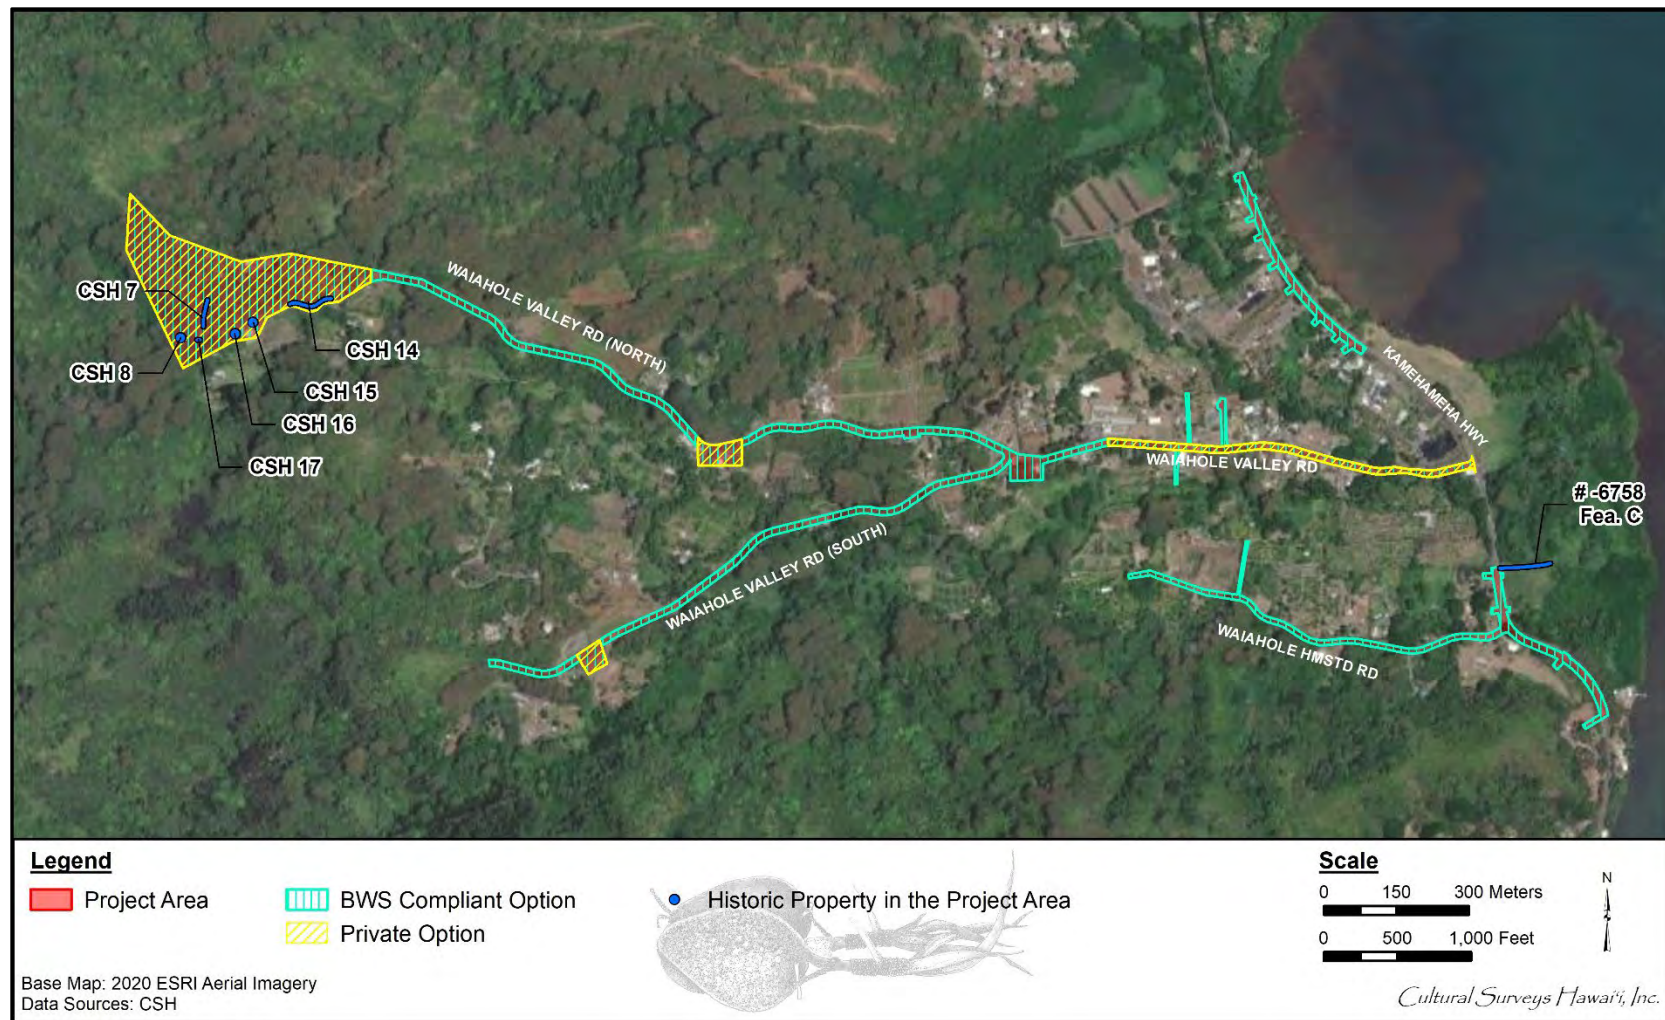 WAIAHOLE VALLEY RD (NORTH)
CSH 7
CSH 8
CSH 14
CSH 15
CSH 16
CSH 17
KAMEHAMEHA HWY
WAIAHOLE VALLEY RD
# -6758
Fea. C
WAIAHOLE VALLEY RD (SOUTH)
WAIAHOLE HMSTD RD
Legend
Project Area
BWS Compliant Option
Private Option
Historic Property in the Project Area
Scale
0 150 300 Meters
0 500 1,000 Feet
N
Base Map: 2020 ESRI Aerial Imagery
Data Sources: CSH
Cultural Surveys Hawaiʻi, Inc.